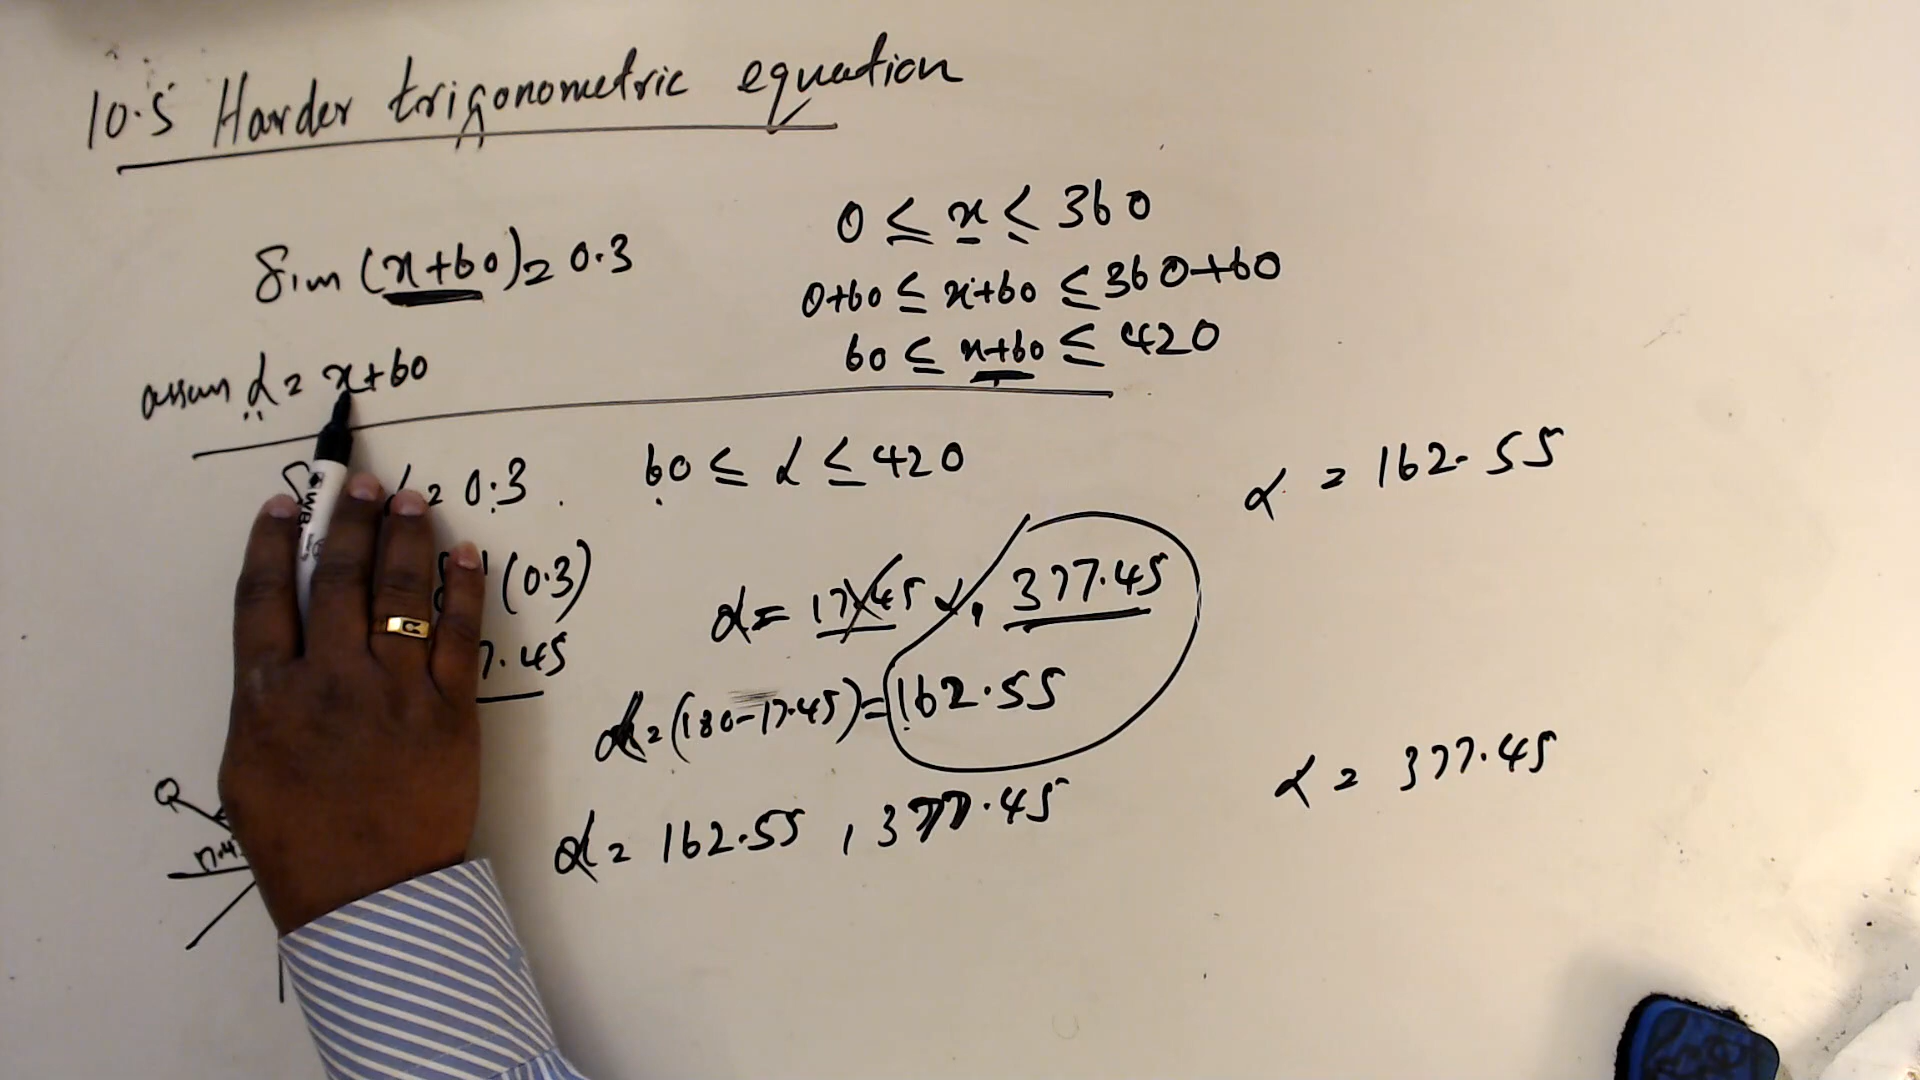 10.5 Harder trigonometric equation
Sin (x+60) = 0.3
0 ≤ x ≤ 360
0+60 ≤ x+60 ≤ 360+60
60 ≤ x+60 ≤ 420
assum α = x+60
α = 0.3 .
60 ≤ α ≤ 420
(0.3)
7.45
α = 17.45 , 377.45
α = (180-17.45) = 162.55
α = 162.55 , 377.45
α = 162.55
α = 377.45